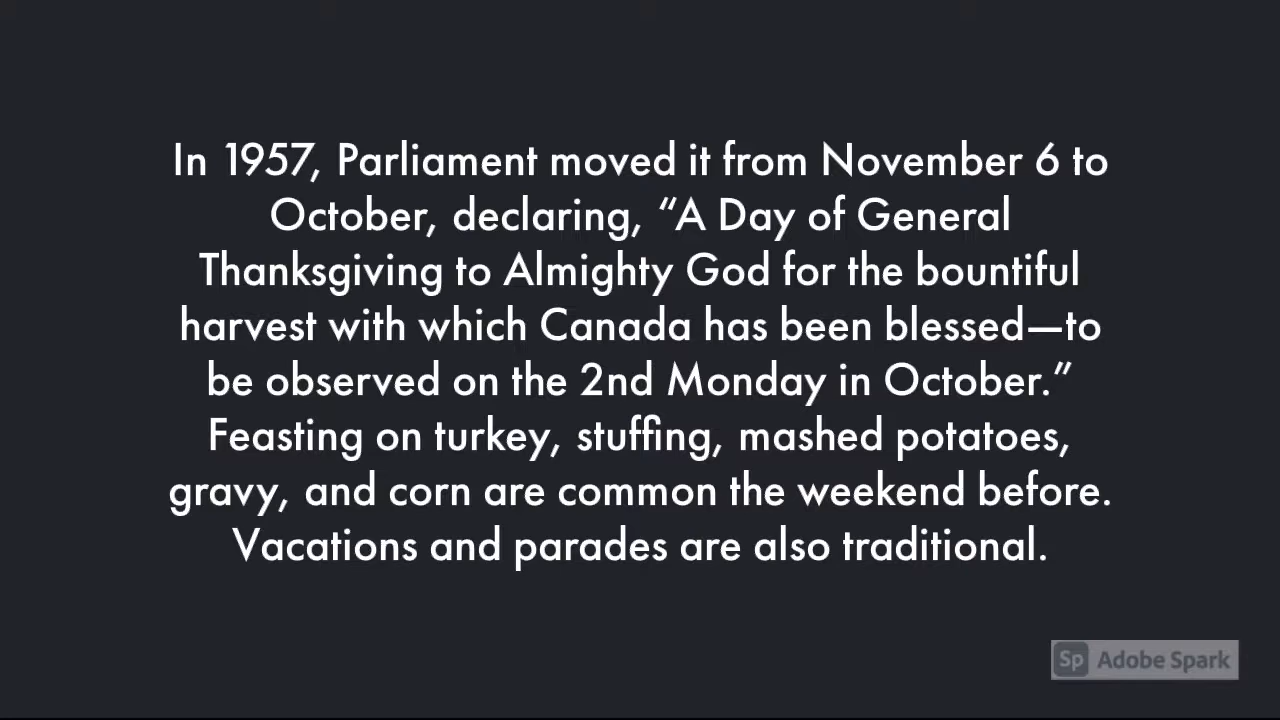 In 1957, Parliament moved it from November 6 to
October, declaring, “A Day of General
Thanksgiving to Almighty God for the bountiful
harvest with which Canada has been blessed—to
be observed on the 2nd Monday in October.”
Feasting on turkey, stuffing, mashed potatoes,
gravy, and corn are common the weekend before.
Vacations and parades are also traditional.
Sp Adobe Spark